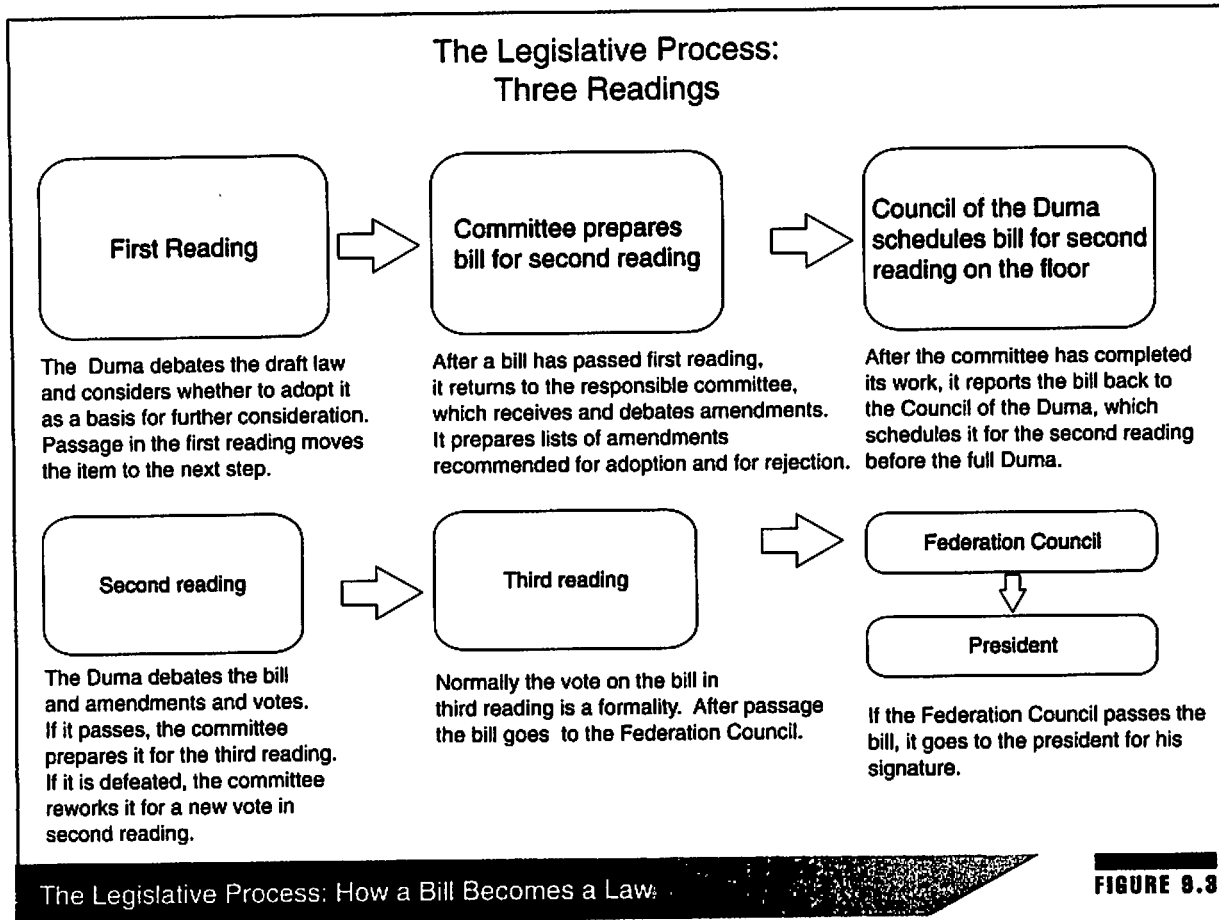 The Legislative Process:
Three Readings
First Reading
Committee prepares
bill for second reading
Council of the Duma
schedules bill for second
reading on the floor
The Duma debates the draft law
and considers whether to adopt it
as a basis for further consideration.
Passage in the first reading moves
the item to the next step.
After a bill has passed first reading,
it returns to the responsible committee,
which receives and debates amendments.
It prepares lists of amendments
recommended for adoption and for rejection.
After the committee has completed
its work, it reports the bill back to
the Council of the Duma, which
schedules it for the second reading
before the full Duma.
Second reading
Third reading
Federation Council
President
The Duma debates the bill
and amendments and votes.
If it passes, the committee
prepares it for the third reading.
If it is defeated, the committee
reworks it for a new vote in
second reading.
Normally the vote on the bill in
third reading is a formality. After passage
the bill goes to the Federation Council.
If the Federation Council passes the
bill, it goes to the president for his
signature.
The Legislative Process: How a Bill Becomes a Law
FIGURE 9.3